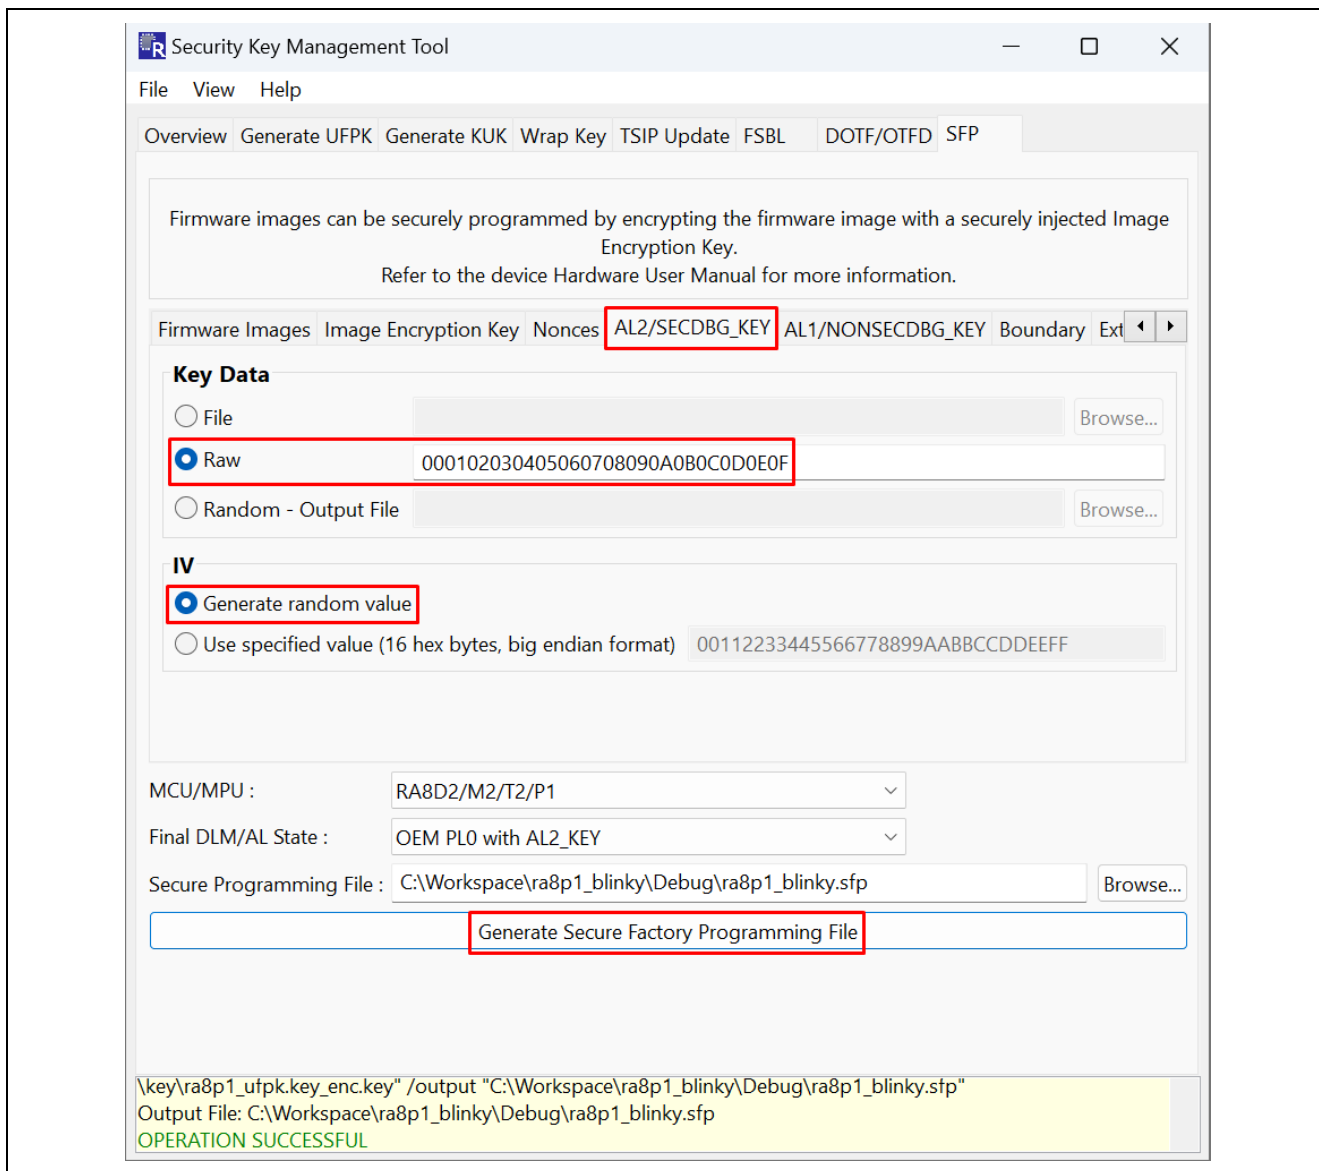 Security Key Management Tool
File View Help
Overview Generate UFPK Generate KUK Wrap Key TSIP Update FSBL DOTF/OTFD SFP
Firmware images can be securely programmed by encrypting the firmware image with a securely injected Image
Encryption Key.
Refer to the device Hardware User Manual for more information.
Firmware Images Image Encryption Key Nonces AL2/SECDBG_KEY AL1/NONSECDBG_KEY Boundary Ext
Key Data
File Browse...
Raw 000102030405060708090A0B0C0D0E0F
Random - Output File Browse...
IV
Generate random value
Use specified value (16 hex bytes, big endian format) 00112233445566778899AABBCCDDEEFF
MCU/MPU : RA8D2/M2/T2/P1
Final DLM/AL State : OEM PL0 with AL2_KEY
Secure Programming File : C:\Workspace\ra8p1_blinky\Debug\ra8p1_blinky.sfp Browse...
Generate Secure Factory Programming File
\key\ra8p1_ufpk.key_enc.key" /output "C:\Workspace\ra8p1_blinky\Debug\ra8p1_blinky.sfp"
Output File: C:\Workspace\ra8p1_blinky\Debug\ra8p1_blinky.sfp
OPERATION SUCCESSFUL